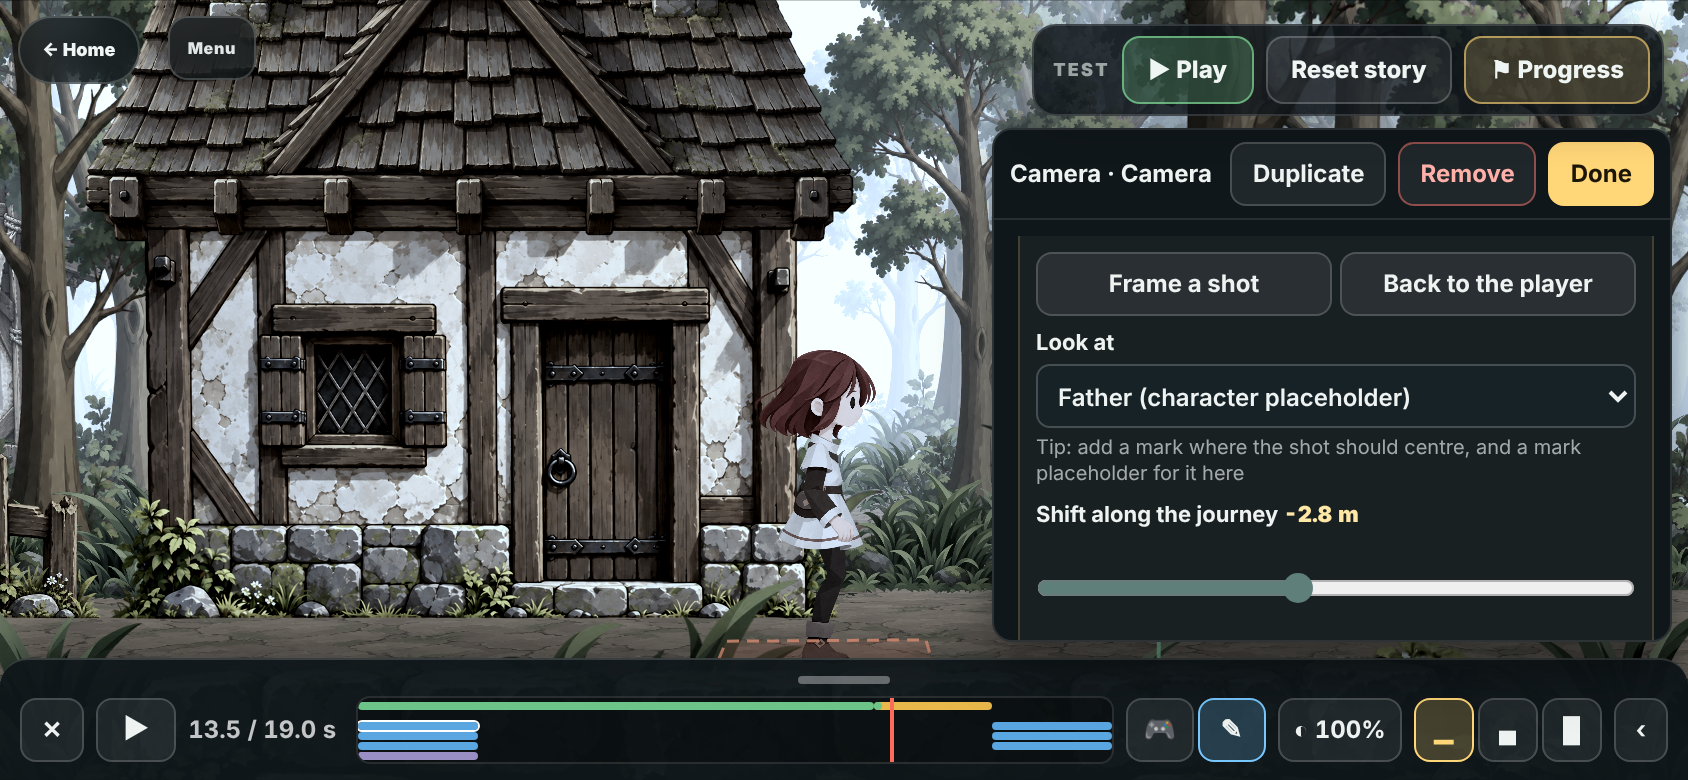 ← Home
Menu
TEST
▶ Play
Reset story
⚑ Progress
Camera · Camera
Duplicate
Remove
Done
Frame a shot
Back to the player
Look at
Father (character placeholder)
Tip: add a mark where the shot should centre, and a mark
placeholder for it here
Shift along the journey -2.8 m
13.5 / 19.0 s
100%